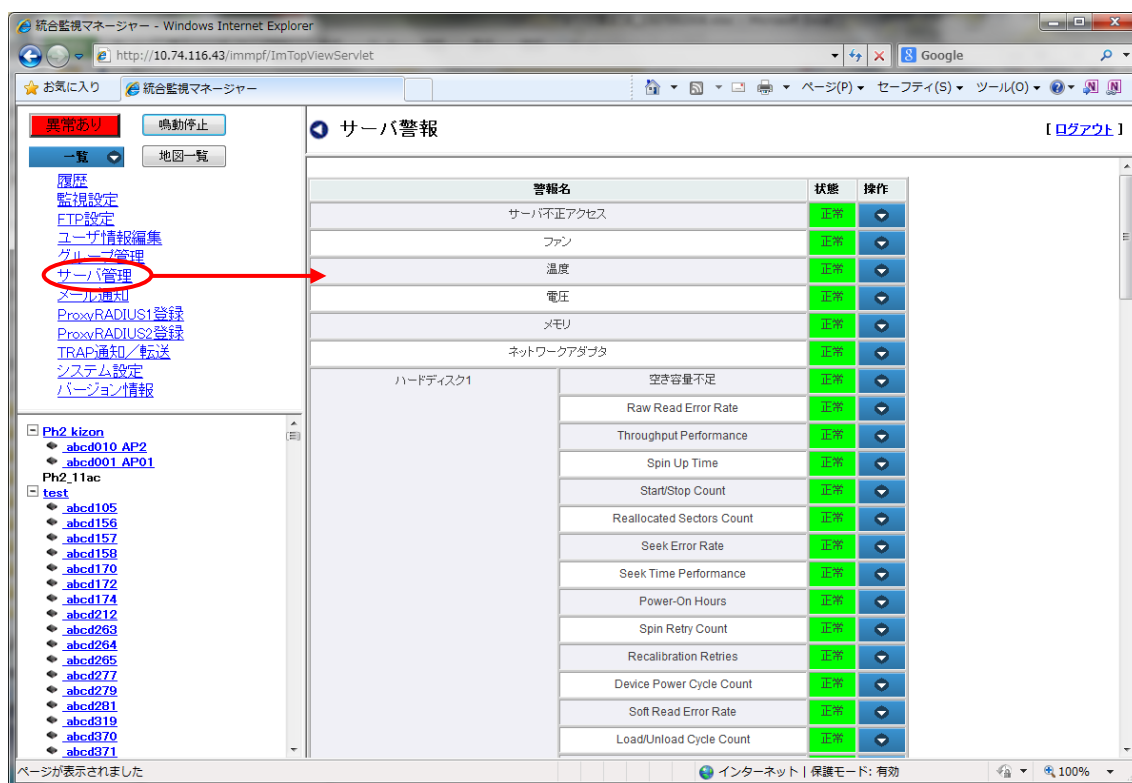 統合監視マネージャー - Windows Internet Explorer
http://10.74.116.43/immpf/ImTopViewServlet
Google
お気に入り
統合監視マネージャー
ページ(P)
セーフティ(S)
ツール(O)
異常あり
鳴動停止
一覧
地図一覧
履歴
監視設定
FTP設定
ユーザ情報編集
グループ管理
サーバ管理
メール通知
ProxyRADIUS1登録
ProxyRADIUS2登録
TRAP通知/転送
システム設定
バージョン情報
Ph2 kizon
abcd010 AP2
abcd001 AP01
Ph2_11ac
test
abcd105
abcd156
abcd157
abcd158
abcd170
abcd172
abcd174
abcd212
abcd263
abcd264
abcd265
abcd277
abcd279
abcd281
abcd319
abcd370
abcd371
サーバ警報
[ ログアウト ]
警報名 状態 操作
サーバ不正アクセス 正常
ファン 正常
温度 正常
電圧 正常
メモリ 正常
ネットワークアダプタ 正常
ハードディスク1 空き容量不足 正常
Raw Read Error Rate 正常
Throughput Performance 正常
Spin Up Time 正常
Start/Stop Count 正常
Reallocated Sectors Count 正常
Seek Error Rate 正常
Seek Time Performance 正常
Power-On Hours 正常
Spin Retry Count 正常
Recalibration Retries 正常
Device Power Cycle Count 正常
Soft Read Error Rate 正常
Load/Unload Cycle Count 正常
ページが表示されました
インターネット | 保護モード: 有効
100%